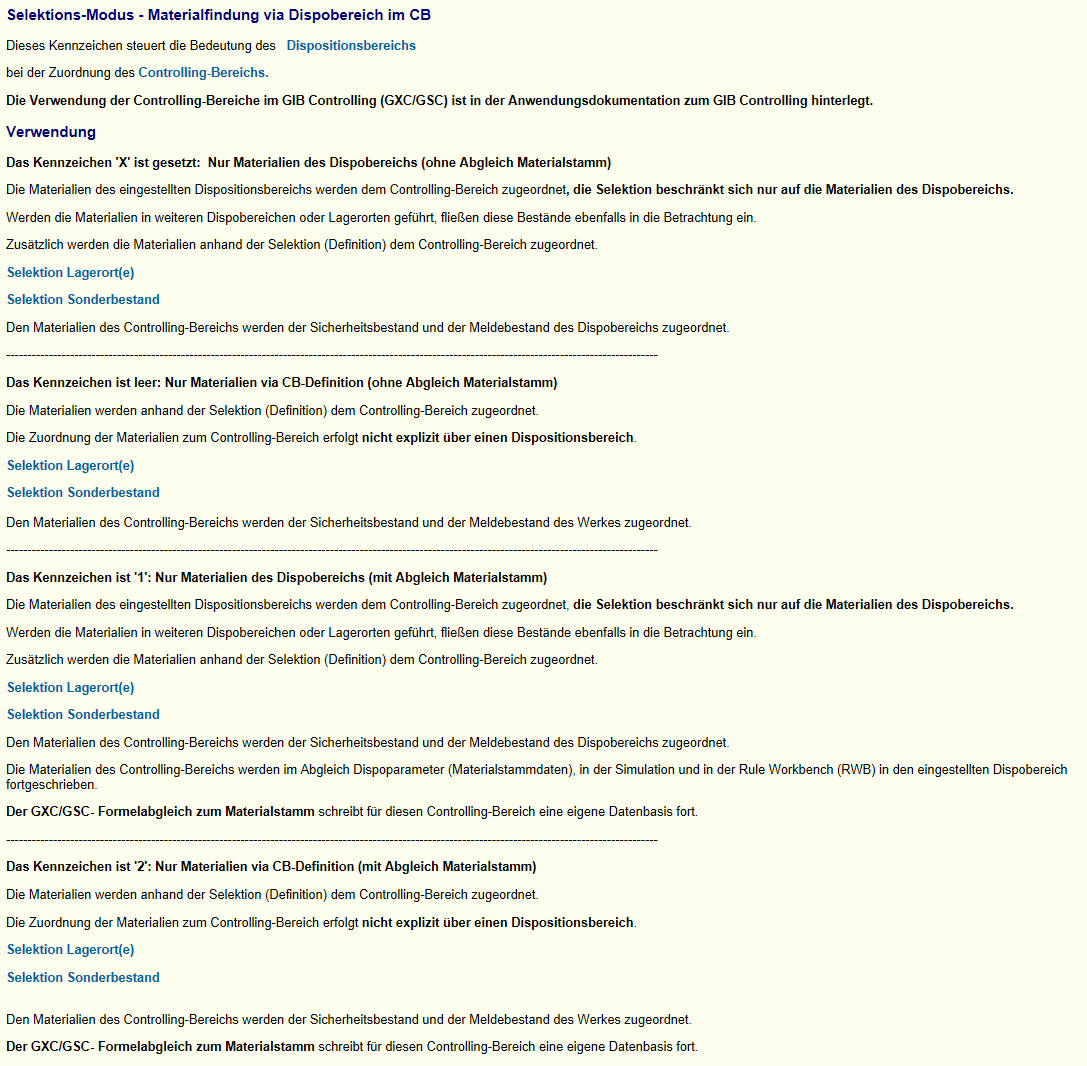 Selektions-Modus - Materialfindung via Dispobereich im CB
Dieses Kennzeichen steuert die Bedeutung des Dispositionsbereichs
bei der Zuordnung des Controlling-Bereichs.
Die Verwendung der Controlling-Bereiche im GIB Controlling (GXC/GSC) ist in der Anwendungsdokumentation zum GIB Controlling hinterlegt.
Verwendung
Das Kennzeichen 'X' ist gesetzt: Nur Materialien des Dispobereichs (ohne Abgleich Materialstamm)
Die Materialien des eingestellten Dispositionsbereichs werden dem Controlling-Bereich zugeordnet, die Selektion beschränkt sich nur auf die Materialien des Dispobereichs.
Werden die Materialien in weiteren Dispobereichen oder Lagerorten geführt, fließen diese Bestände ebenfalls in die Betrachtung ein.
Zusätzlich werden die Materialien anhand der Selektion (Definition) dem Controlling-Bereich zugeordnet.
Selektion Lagerort(e)
Selektion Sonderbestand
Den Materialien des Controlling-Bereichs werden der Sicherheitsbestand und der Meldebestand des Dispobereichs zugeordnet.
---------------------------------------------------------------------------------------------------------------------------------------------------------
Das Kennzeichen ist leer: Nur Materialien via CB-Definition (ohne Abgleich Materialstamm)
Die Materialien werden anhand der Selektion (Definition) dem Controlling-Bereich zugeordnet.
Die Zuordnung der Materialien zum Controlling-Bereich erfolgt nicht explizit über einen Dispositionsbereich.
Selektion Lagerort(e)
Selektion Sonderbestand
Den Materialien des Controlling-Bereichs werden der Sicherheitsbestand und der Meldebestand des Werkes zugeordnet.
---------------------------------------------------------------------------------------------------------------------------------------------------------
Das Kennzeichen ist '1': Nur Materialien des Dispobereichs (mit Abgleich Materialstamm)
Die Materialien des eingestellten Dispositionsbereichs werden dem Controlling-Bereich zugeordnet, die Selektion beschränkt sich nur auf die Materialien des Dispobereichs.
Werden die Materialien in weiteren Dispobereichen oder Lagerorten geführt, fließen diese Bestände ebenfalls in die Betrachtung ein.
Zusätzlich werden die Materialien anhand der Selektion (Definition) dem Controlling-Bereich zugeordnet.
Selektion Lagerort(e)
Selektion Sonderbestand
Den Materialien des Controlling-Bereichs werden der Sicherheitsbestand und der Meldebestand des Dispobereichs zugeordnet.
Die Materialien des Controlling-Bereichs werden im Abgleich Dispoparameter (Materialstammdaten), in der Simulation und in der Rule Workbench (RWB) in den eingestellten Dispobereich
fortgeschrieben.
Der GXC/GSC- Formelabgleich zum Materialstamm schreibt für diesen Controlling-Bereich eine eigene Datenbasis fort.
---------------------------------------------------------------------------------------------------------------------------------------------------------
Das Kennzeichen ist '2': Nur Materialien via CB-Definition (mit Abgleich Materialstamm)
Die Materialien werden anhand der Selektion (Definition) dem Controlling-Bereich zugeordnet.
Die Zuordnung der Materialien zum Controlling-Bereich erfolgt nicht explizit über einen Dispositionsbereich.
Selektion Lagerort(e)
Selektion Sonderbestand
Den Materialien des Controlling-Bereichs werden der Sicherheitsbestand und der Meldebestand des Werkes zugeordnet.
Der GXC/GSC- Formelabgleich zum Materialstamm schreibt für diesen Controlling-Bereich eine eigene Datenbasis fort.